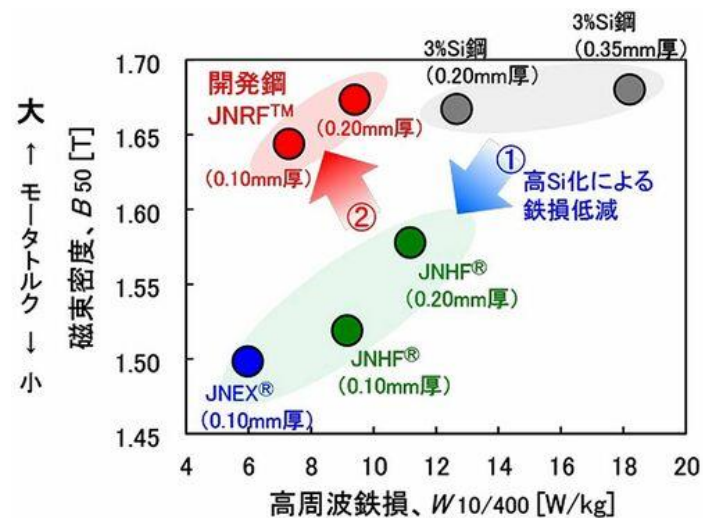 3%Si鋼
(0.35mm厚)
3%Si鋼
(0.20mm厚)
開発鋼
JNRF™
(0.20mm厚)
(0.10mm厚)
①
高Si化による
鉄損低減
②
JNHF®
(0.20mm厚)
JNHF®
(0.10mm厚)
JNEX®
(0.10mm厚)
大
↑
モータトルク
↓
小
磁束密度、B50 [T]
1.70
1.65
1.60
1.55
1.50
1.45
4 6 8 10 12 14 16 18 20
高周波鉄損、W10/400 [W/kg]